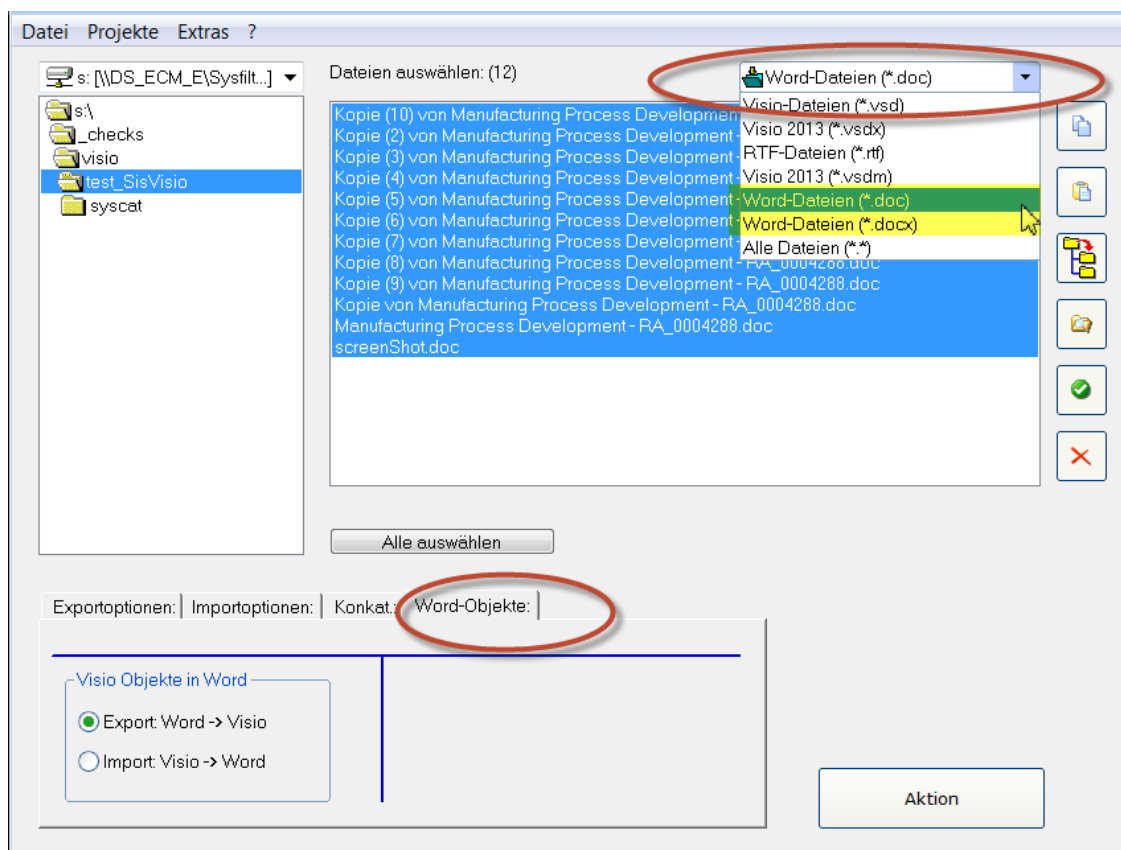 Datei Projekte Extras ?
s: [\\DS_ECM_E\Sysfilt...]
Dateien auswählen: (12)
Word-Dateien (*.doc)
s:\
_checks
visio
test_SisVisio
syscat
Kopie (10) von Manufacturing Process Developmen
Kopie (2) von Manufacturing Process Development -
Kopie (3) von Manufacturing Process Development -
Kopie (4) von Manufacturing Process Development -
Kopie (5) von Manufacturing Process Development -
Kopie (6) von Manufacturing Process Development -
Kopie (7) von Manufacturing Process Development -
Kopie (8) von Manufacturing Process Development - RA_0004288.doc
Kopie (9) von Manufacturing Process Development - RA_0004288.doc
Kopie von Manufacturing Process Development - RA_0004288.doc
Manufacturing Process Development - RA_0004288.doc
screenShot.doc
Visio-Dateien (*.vsd)
Visio 2013 (*.vsdx)
RTF-Dateien (*.rtf)
Visio 2013 (*.vsdm)
Word-Dateien (*.doc)
Word-Dateien (*.docx)
Alle Dateien (*.*)
Alle auswählen
Exportoptionen: Importoptionen: Konkat.: Word-Objekte:
Visio Objekte in Word
Export: Word -> Visio
Import: Visio -> Word
Aktion